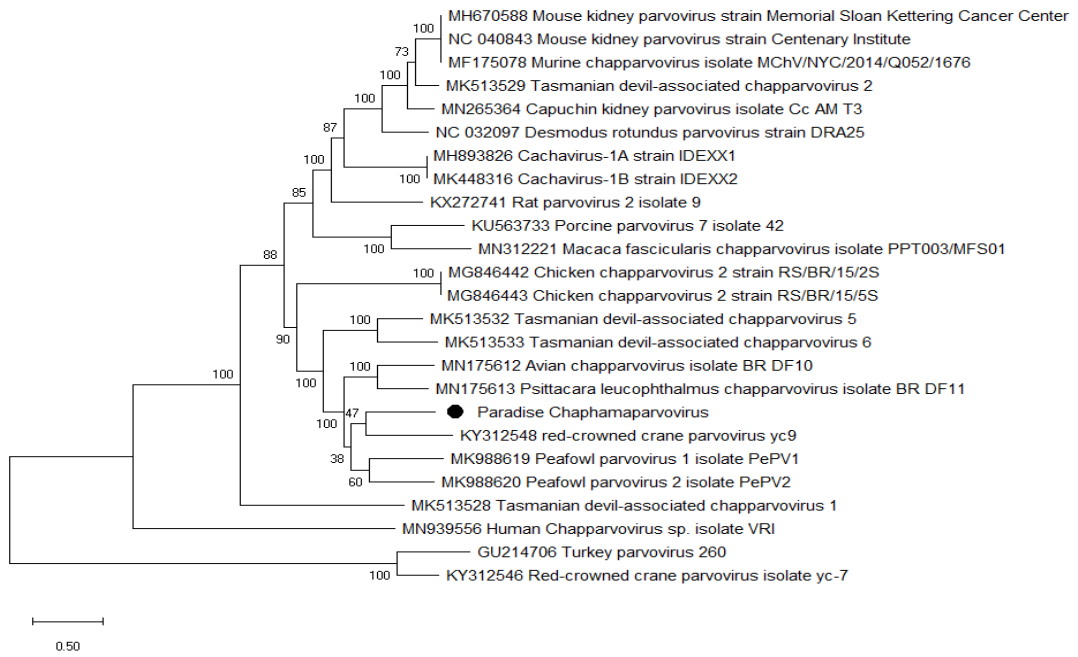 MH670588 Mouse kidney parvovirus strain Memorial Sloan Kettering Cancer Center
100
NC 040843 Mouse kidney parvovirus strain Centenary Institute
73
MF175078 Murine chapparvovirus isolate MChV/NYC/2014/Q052/1676
100
MK513529 Tasmanian devil-associated chapparvovirus 2
100
MN265364 Capuchin kidney parvovirus isolate Cc AM T3
87
NC 032097 Desmodus rotundus parvovirus strain DRA25
100
MH893826 Cachavirus-1A strain IDEXX1
100
MK448316 Cachavirus-1B strain IDEXX2
85
KX272741 Rat parvovirus 2 isolate 9
KU563733 Porcine parvovirus 7 isolate 42
100
MN312221 Macaca fascicularis chapparvovirus isolate PPT003/MFS01
88
100
MG846442 Chicken chapparvovirus 2 strain RS/BR/15/2S
MG846443 Chicken chapparvovirus 2 strain RS/BR/15/5S
100
MK513532 Tasmanian devil-associated chapparvovirus 5
90
MK513533 Tasmanian devil-associated chapparvovirus 6
100
100
MN175612 Avian chapparvovirus isolate BR DF10
100
MN175613 Psittacara leucophthalmus chapparvovirus isolate BR DF11
47
Paradise Chaphamaparvovirus
100
KY312548 red-crowned crane parvovirus yc9
38
MK988619 Peafowl parvovirus 1 isolate PePV1
60
MK988620 Peafowl parvovirus 2 isolate PePV2
MK513528 Tasmanian devil-associated chapparvovirus 1
MN939556 Human Chapparvovirus sp. isolate VRI
GU214706 Turkey parvovirus 260
100
KY312546 Red-crowned crane parvovirus isolate yc-7
0.50